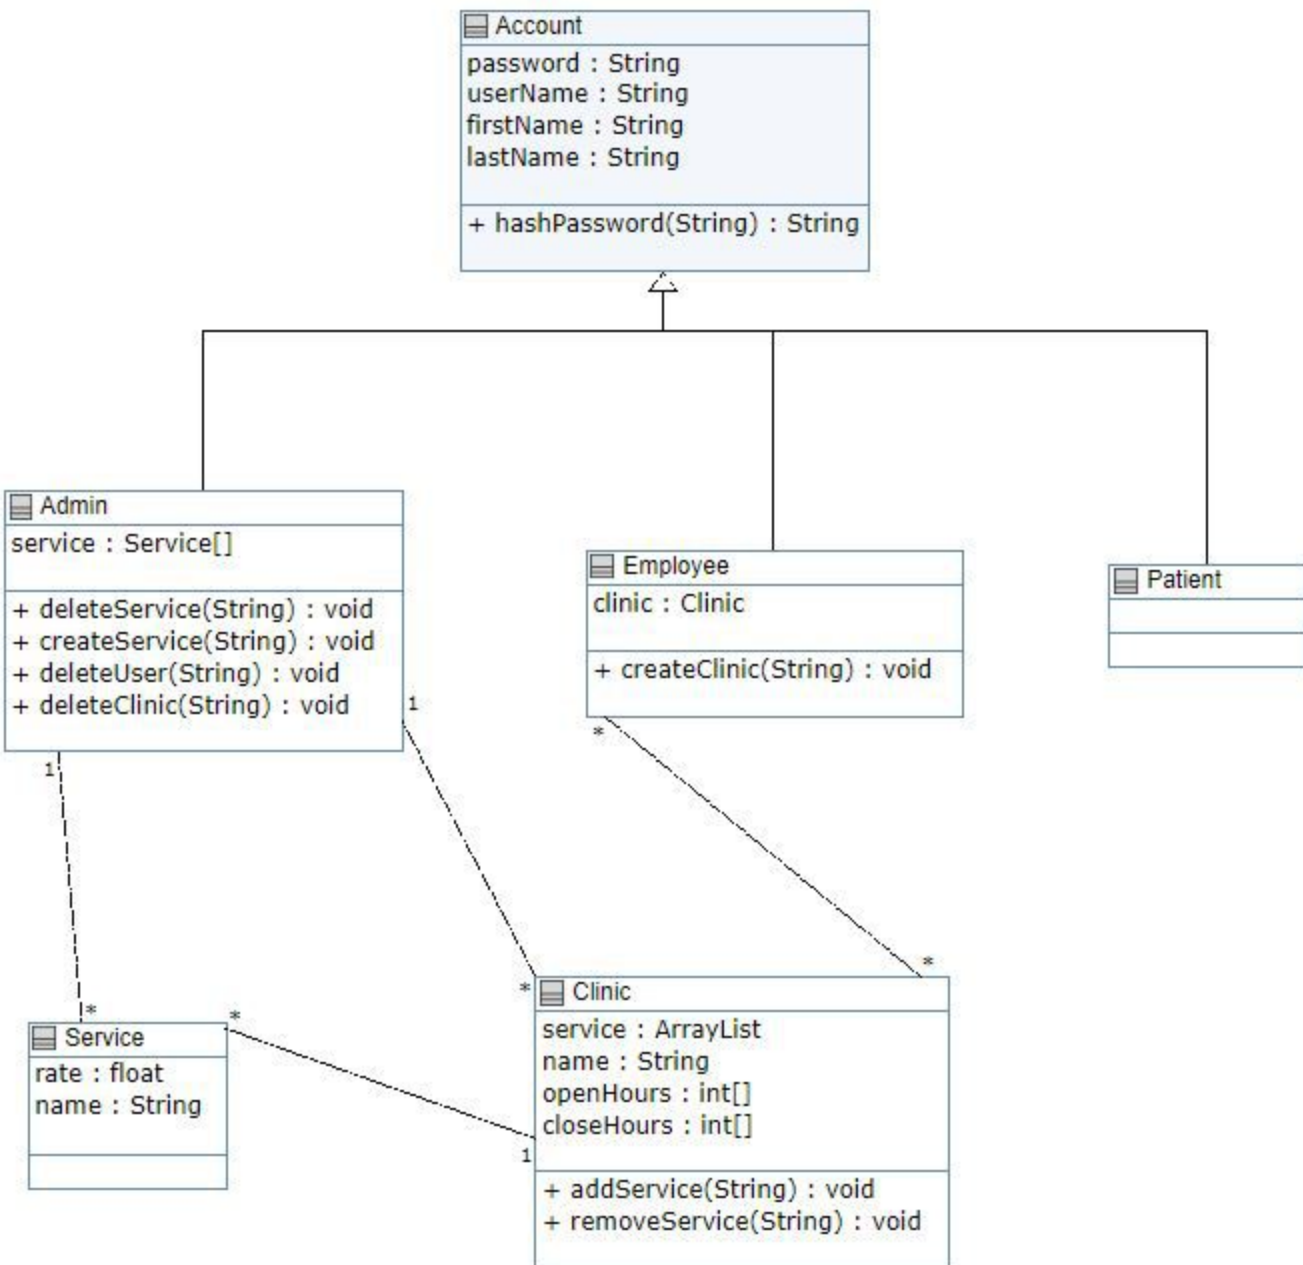 Account
password : String
userName : String
firstName : String
lastName : String
+ hashPassword(String) : String
Admin
service : Service[]
+ deleteService(String) : void
+ createService(String) : void
+ deleteUser(String) : void
+ deleteClinic(String) : void
1
1
Employee
clinic : Clinic
+ createClinic(String) : void
*
Patient
*
*
Service
rate : float
name : String
*
*
Clinic
service : ArrayList
name : String
openHours : int[]
closeHours : int[]
1
+ addService(String) : void
+ removeService(String) : void